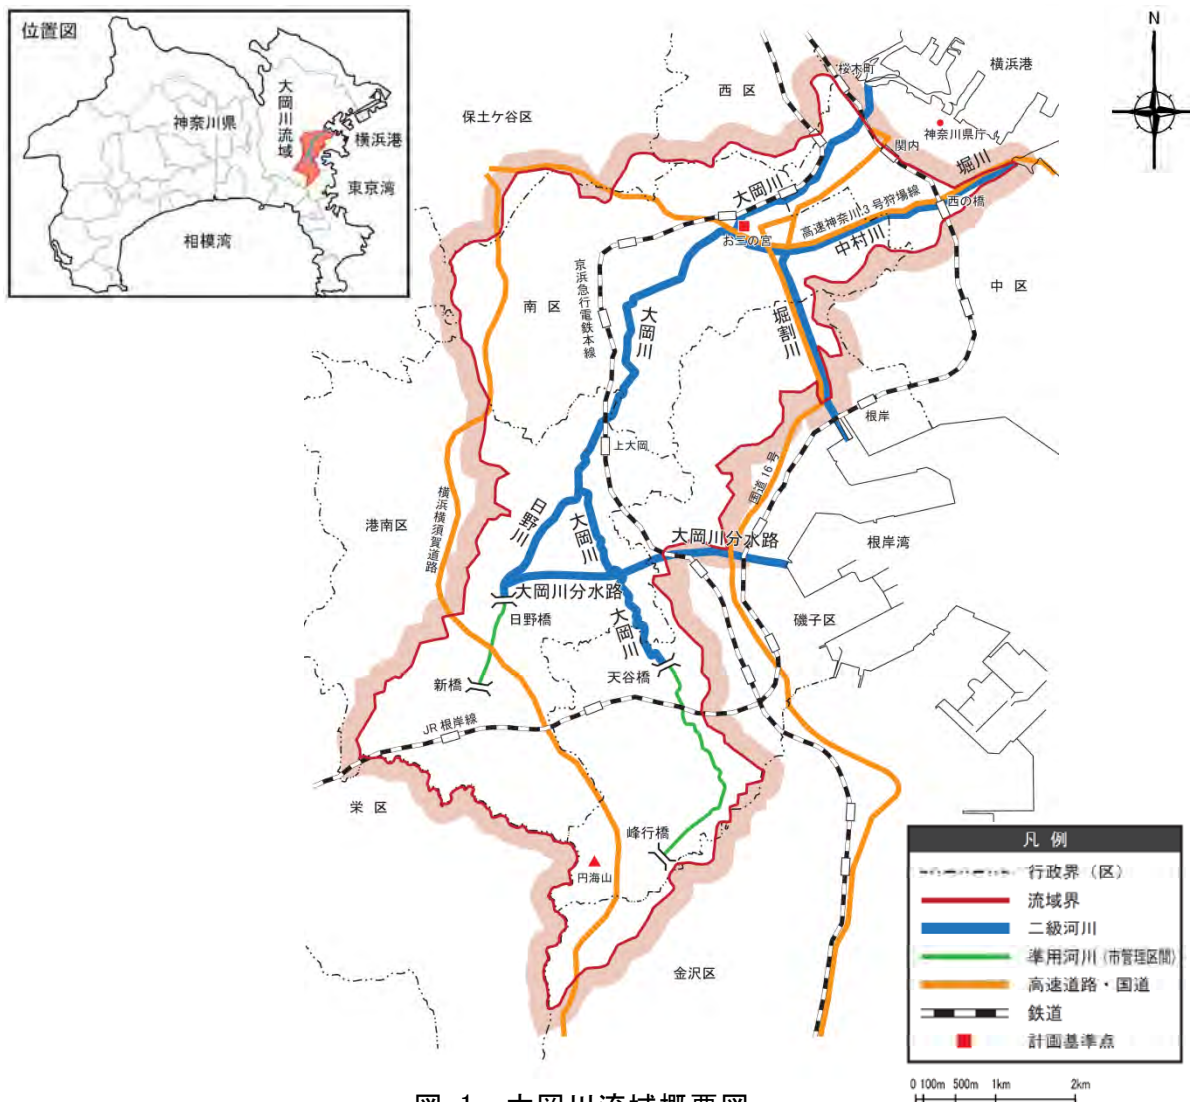 位置図
神奈川県
大岡川流域
横浜港
東京湾
相模湾
N
桜木町
横浜港
西区
保土ケ谷区
神奈川県庁
関内
堀川
大岡川
高速神奈川3号狩場線
西の橋
お三の宮
中村川
京浜急行電鉄本線
南区
大岡川
堀割川
中区
根岸
上大岡
国道16号
横浜横須賀道路
日野川
大岡川
港南区
大岡川分水路
根岸湾
大岡川分水路
日野橋
大岡川
磯子区
天谷橋
新橋
JR根岸線
栄区
峰行橋
円海山
金沢区
凡例
行政界（区）
流域界
二級河川
準用河川（市管理区間）
高速道路・国道
鉄道
計画基準点
0 100m 500m 1km 2km
図 1 大岡川流域概要図